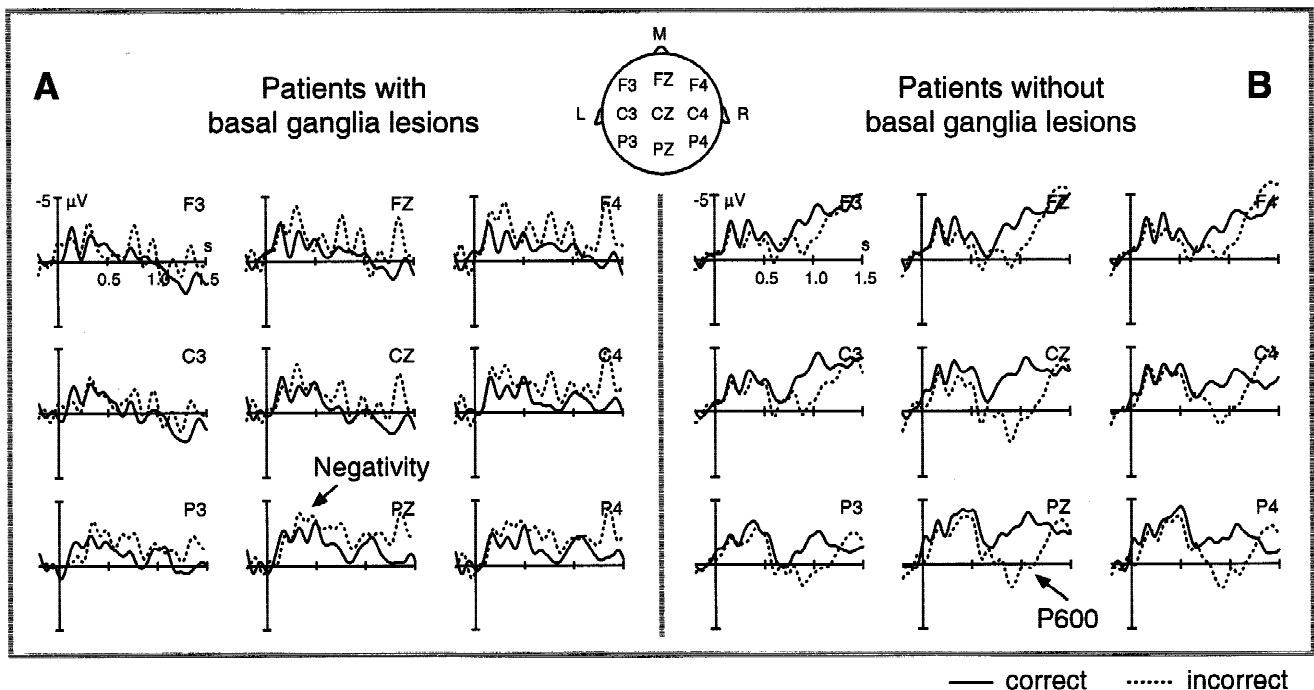 M
A
Patients with
basal ganglia lesions
F3 FZ F4
L C3 CZ C4 R
P3 PZ P4
Patients without
basal ganglia lesions
B
-5 μV F3 s
0.5 1.0 1.5
FZ
F4
-5 μV F3 s
0.5 1.0 1.5
FZ
F4
C3
CZ
C4
C3
CZ
C4
Negativity
P3
PZ
P4
P3
PZ
P4
P600
correct incorrect